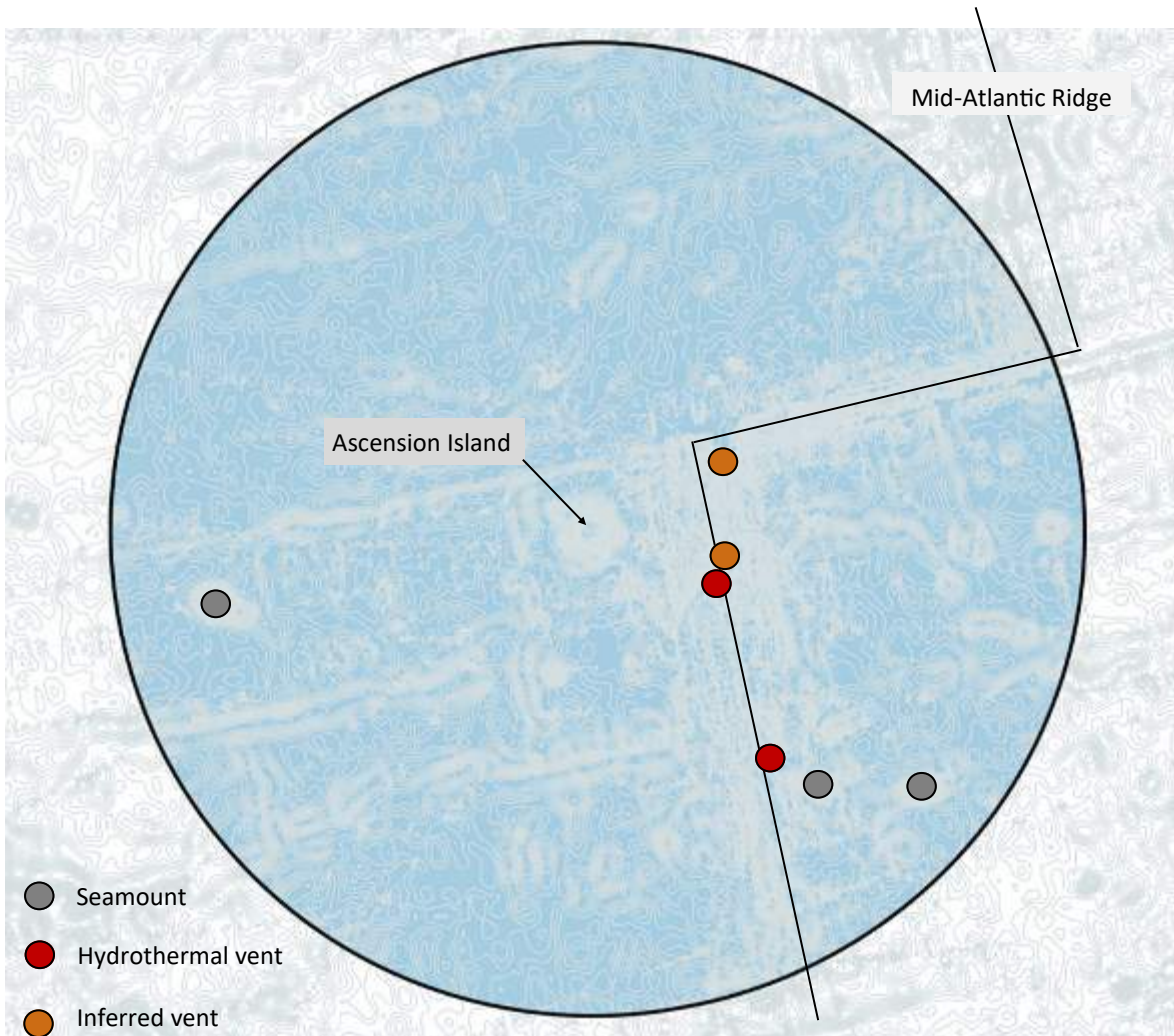 Mid-Atlantic Ridge
Ascension Island
Seamount
Hydrothermal vent
Inferred vent